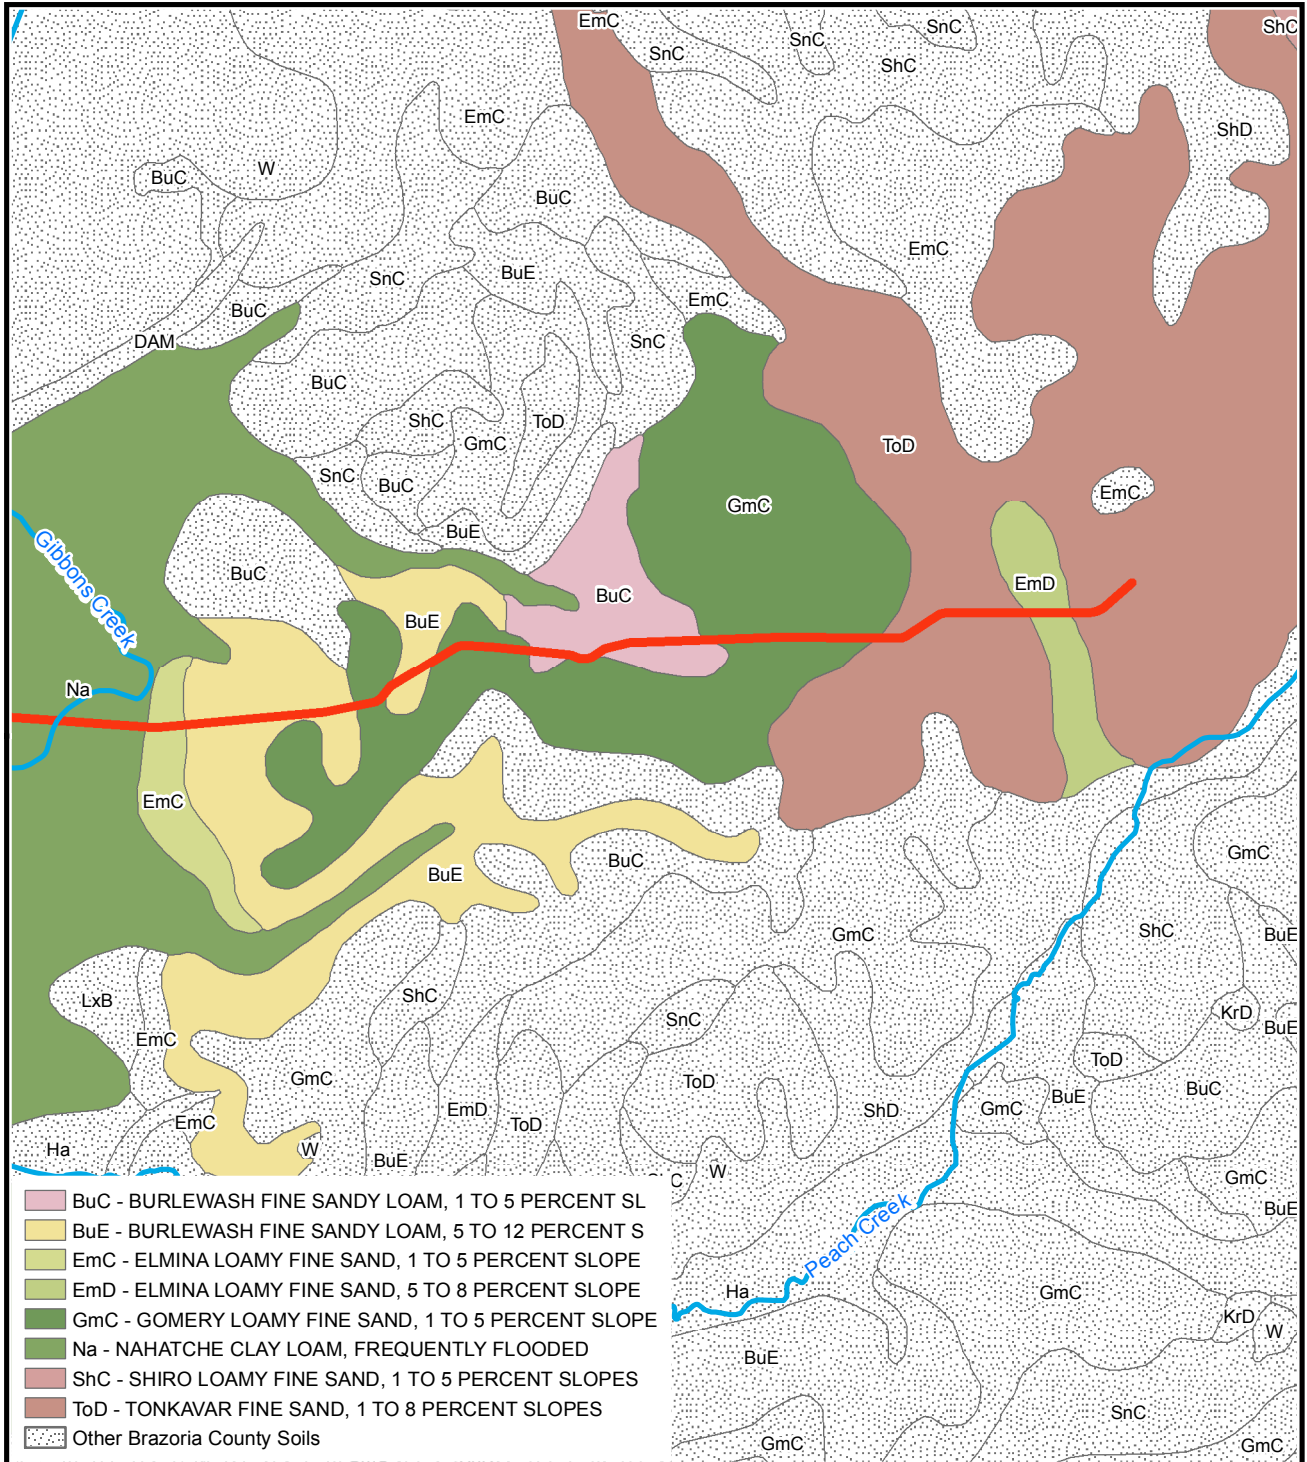 EmC
SnC
SnC
SnC
ShC
ShC
EmC
ShD
W
BuC
BuC
EmC
SnC
BuE
BuC
EmC
DAM
SnC
BuC
ShC
ToD
GmC
ToD
SnC
BuC
EmC
GmC
BuE
Gibbons Creek
BuC
EmD
BuC
BuE
Na
EmC
GmC
BuC
BuE
GmC
ShC
BuE
LxB
ShC
SnC
KrD
BuE
EmC
ToD
GmC
ToD
BuC
BuE
EmD
GmC
ShD
EmC
ToD
Ha
W
BuE
W
GmC
BuE
Peach Creek
Ha
GmC
KrD
W
BuE
SnC
GmC
GmC
BuC - BURLEWASH FINE SANDY LOAM, 1 TO 5 PERCENT SL
BuE - BURLEWASH FINE SANDY LOAM, 5 TO 12 PERCENT S
EmC - ELMINA LOAMY FINE SAND, 1 TO 5 PERCENT SLOPE
EmD - ELMINA LOAMY FINE SAND, 5 TO 8 PERCENT SLOPE
GmC - GOMERY LOAMY FINE SAND, 1 TO 5 PERCENT SLOPE
Na - NAHATCHE CLAY LOAM, FREQUENTLY FLOODED
ShC - SHIRO LOAMY FINE SAND, 1 TO 5 PERCENT SLOPES
ToD - TONKAVAR FINE SAND, 1 TO 8 PERCENT SLOPES
Other Brazoria County Soils